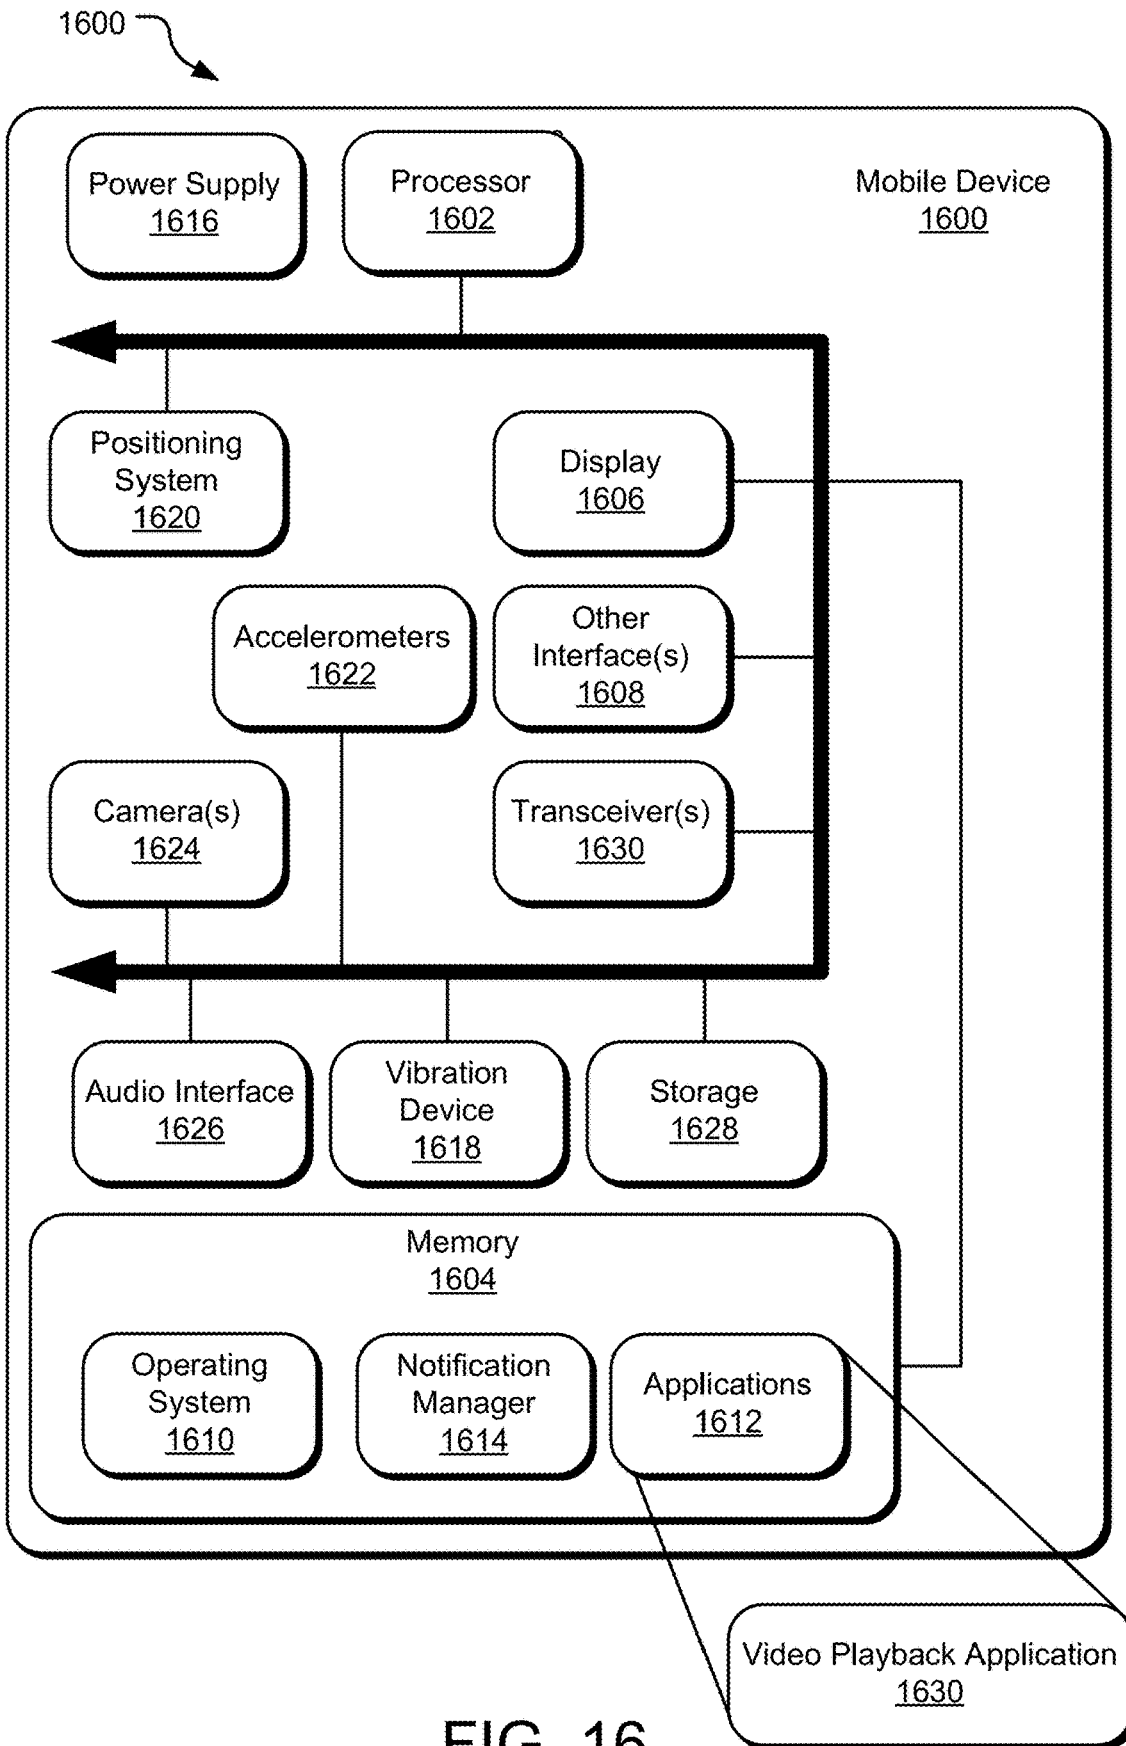 1600
Power Supply
1616
Processor
1602
Mobile Device
1600
Positioning
System
1620
Display
1606
Accelerometers
1622
Other
Interface(s)
1608
Camera(s)
1624
Transceiver(s)
1630
Audio Interface
1626
Vibration
Device
1618
Storage
1628
Memory
1604
Operating
System
1610
Notification
Manager
1614
Applications
1612
Video Playback Application
1630
FIG. 16